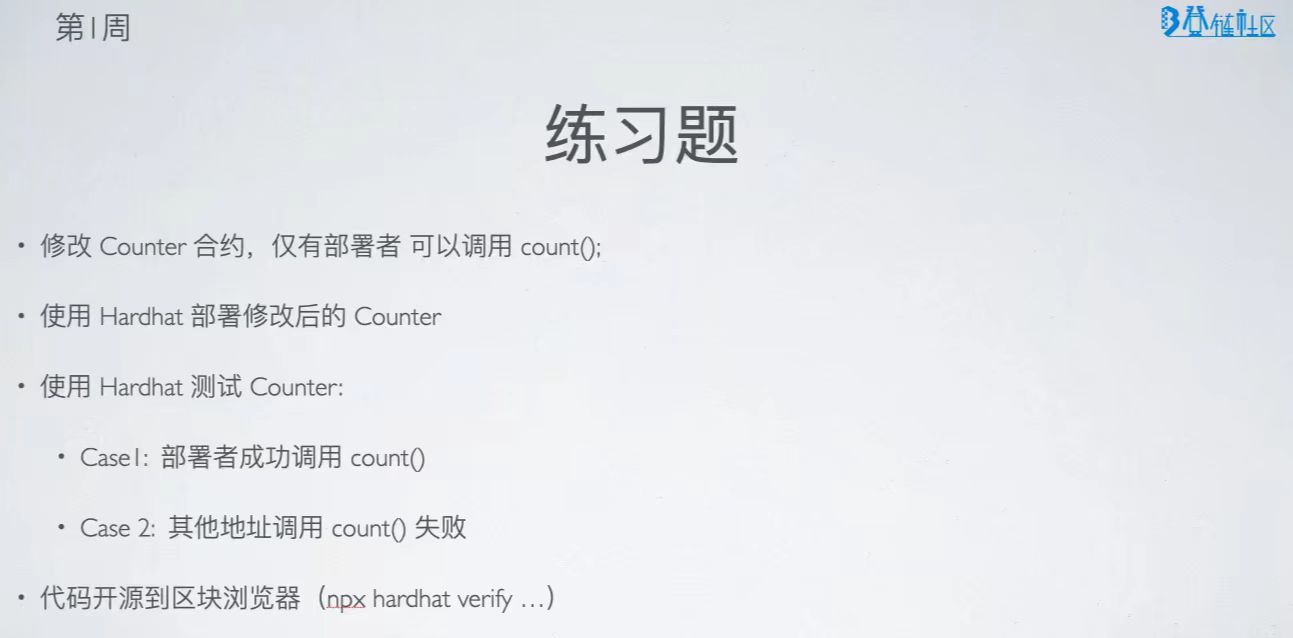 第1周
登链社区
练习题
• 修改 Counter 合约，仅有部署者 可以调用 count();
• 使用 Hardhat 部署修改后的 Counter
• 使用 Hardhat 测试 Counter:
• Case1: 部署者成功调用 count()
• Case 2: 其他地址调用 count() 失败
• 代码开源到区块浏览器（npx hardhat verify …）